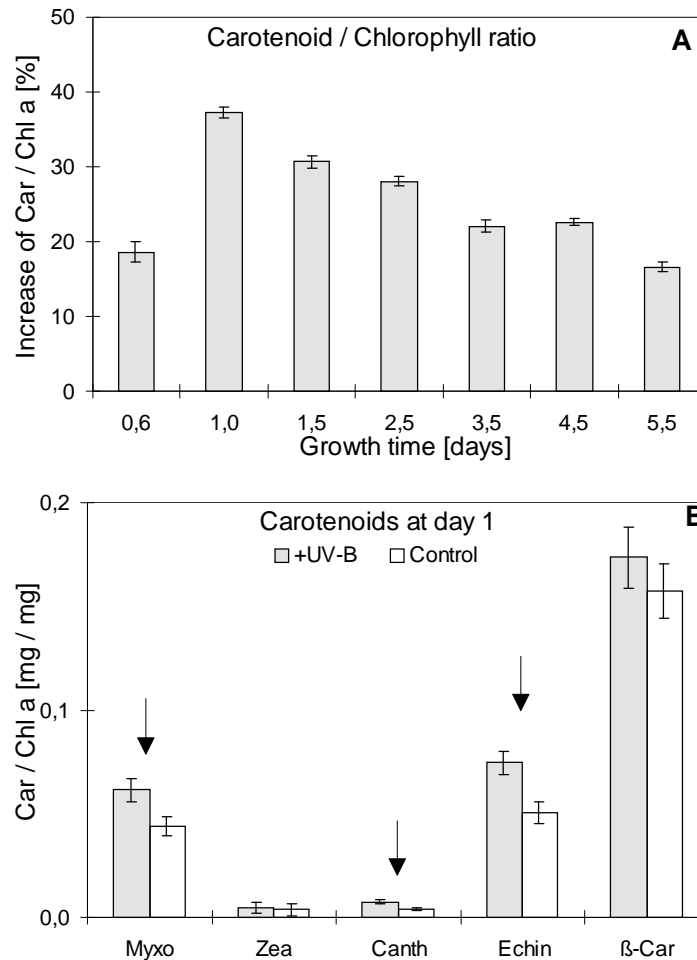 50
Carotenoid / Chlorophyll ratio
A
40
30
20
10
0
Increase of Car / Chl a [%]
0,6 1,0 1,5 2,5 3,5 4,5 5,5
Growth time [days]
0,2
Carotenoids at day 1
B
+UV-B Control
0,1
0,0
Car / Chl a [mg / mg]
Myxo Zea Canth Echin ß-Car